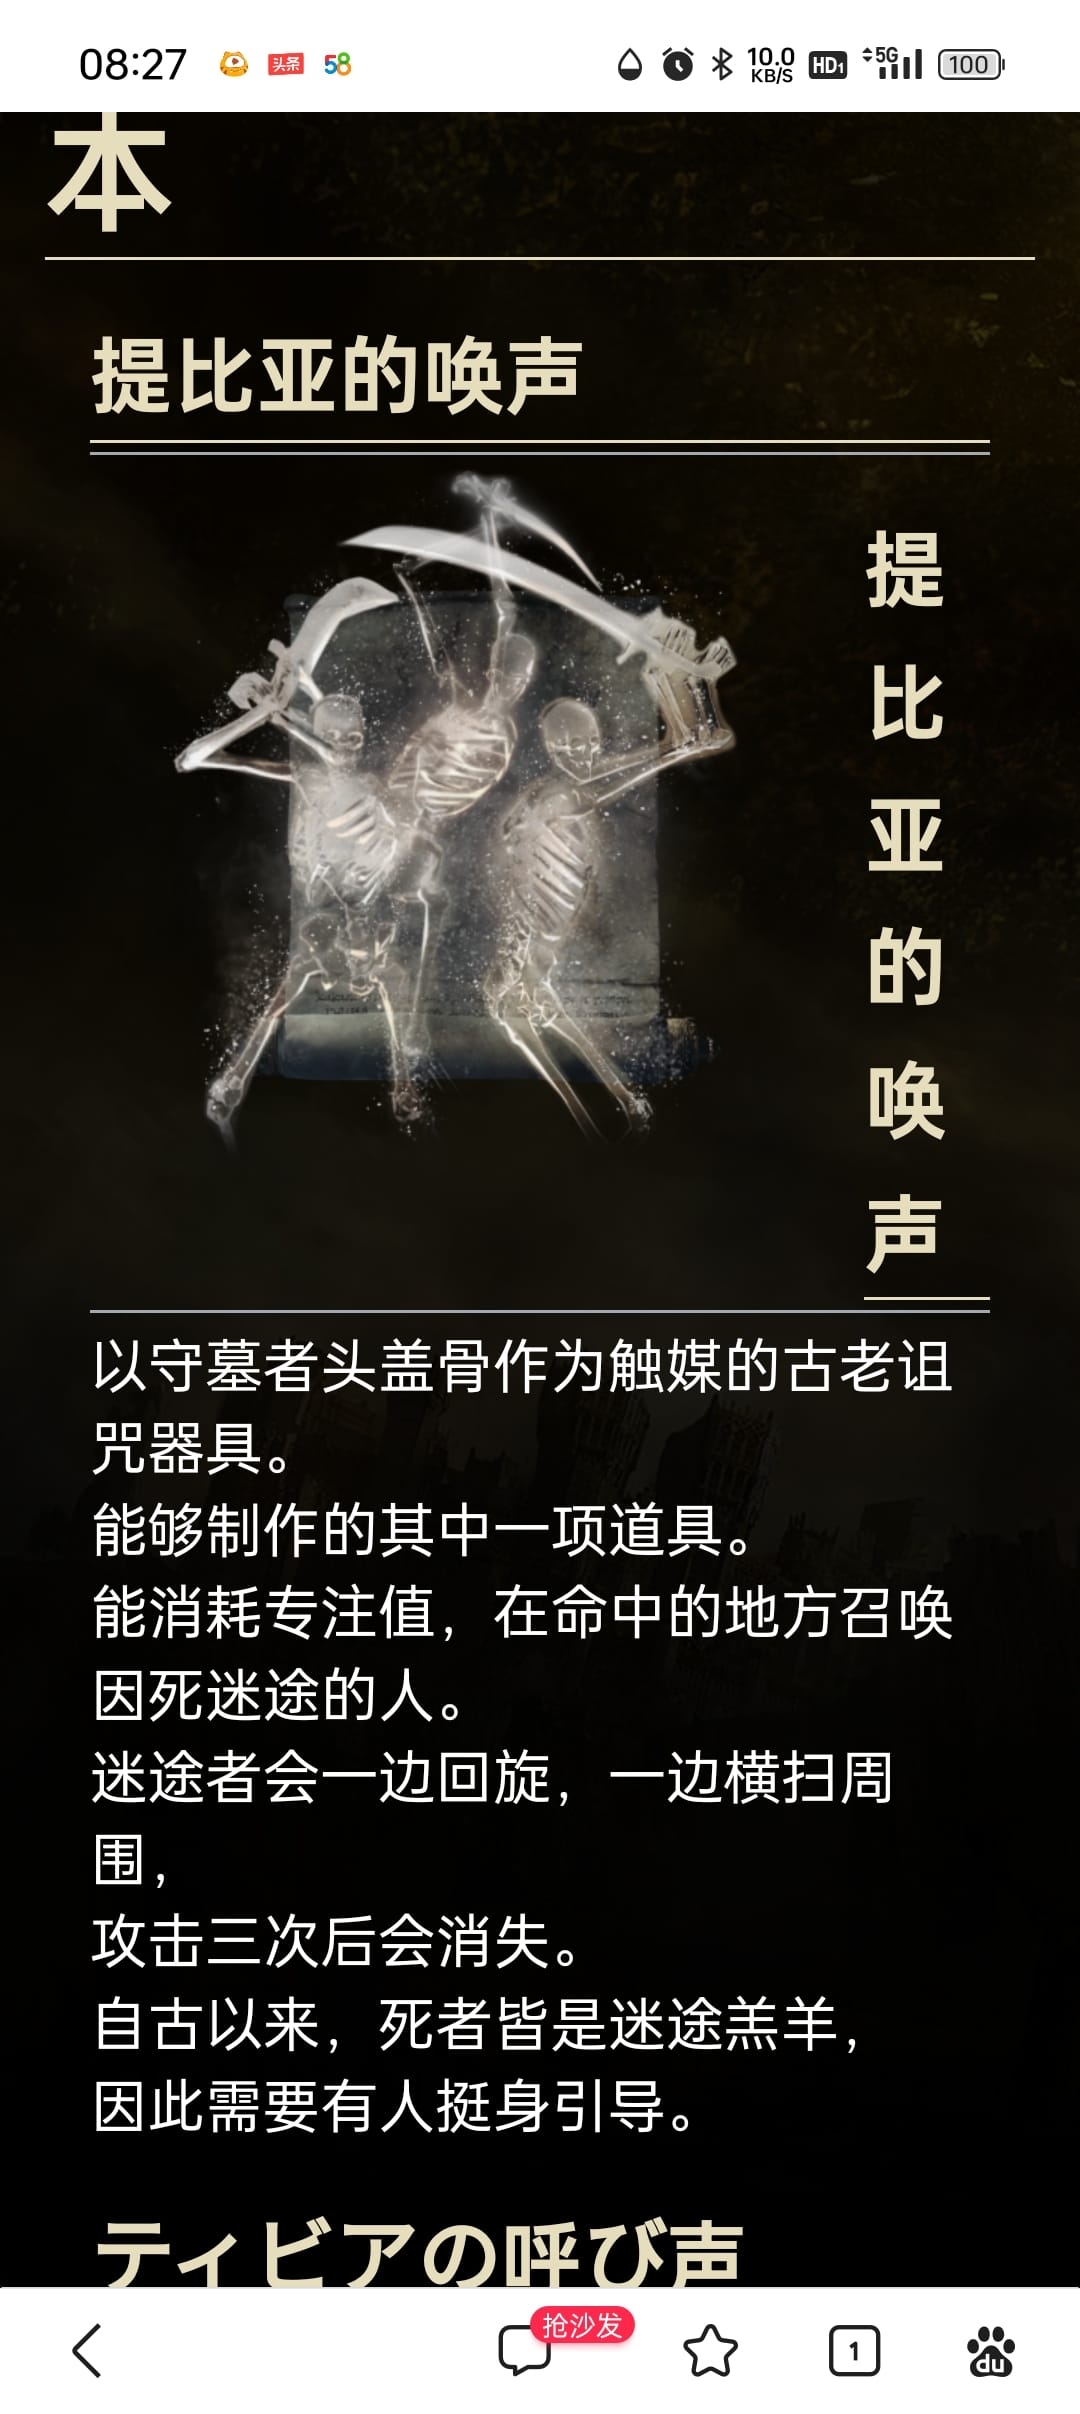 08:27
头条
58
10.0
KB/S
HD1
5G
100
本
提比亚的唤声
提比亚的唤声
以守墓者头盖骨作为触媒的古老诅
咒器具。
能够制作的其中一项道具。
能消耗专注值，在命中的地方召唤
因死迷途的人。
迷途者会一边回旋，一边横扫周
围，
攻击三次后会消失。
自古以来，死者皆是迷途羔羊，
因此需要有人挺身引导。
ティビアの呼び声
抢沙发
1
du